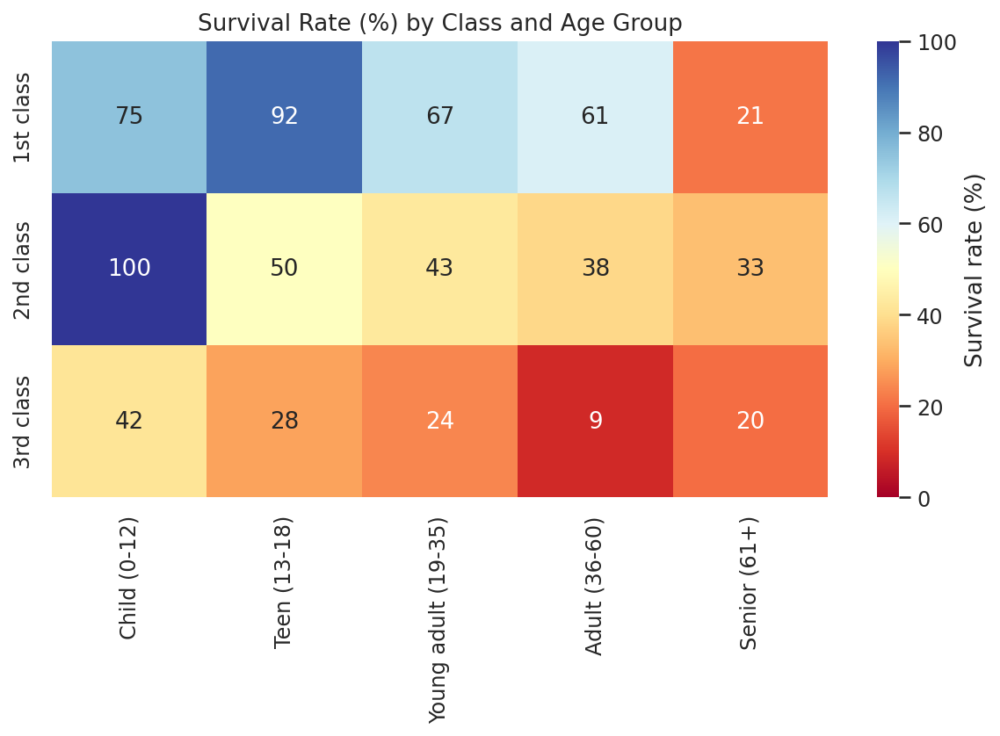 Survival Rate (%) by Class and Age Group
1st class
75 92 67 61 21
2nd class
100 50 43 38 33
3rd class
42 28 24 9 20
Child (0-12)
Teen (13-18)
Young adult (19-35)
Adult (36-60)
Senior (61+)
100
80
60
40
20
0
Survival rate (%)